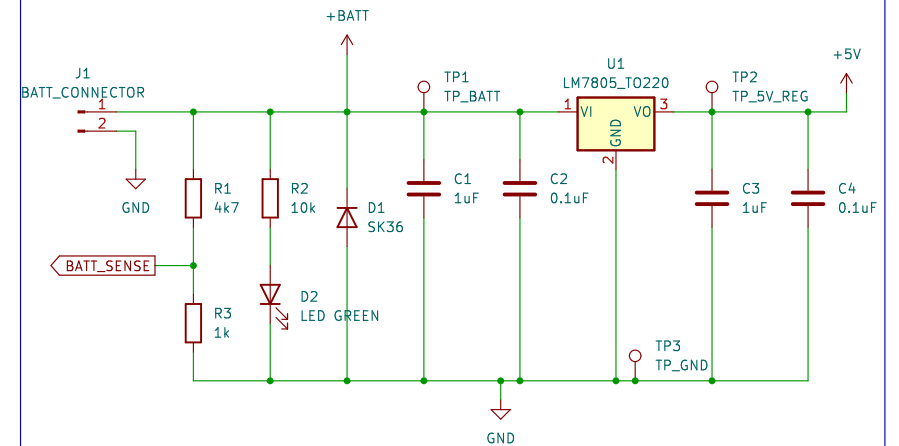 +BATT
J1
BATT_CONNECTOR
1
2
GND
R1
4k7
R2
10k
D1
SK36
TP1
TP_BATT
C1
1uF
C2
0.1uF
U1
LM7805_TO220
1
VI
VO
3
GND
2
TP2
TP_5V_REG
+5V
C3
1uF
C4
0.1uF
BATT_SENSE
R3
1k
D2
LED GREEN
TP3
TP_GND
GND